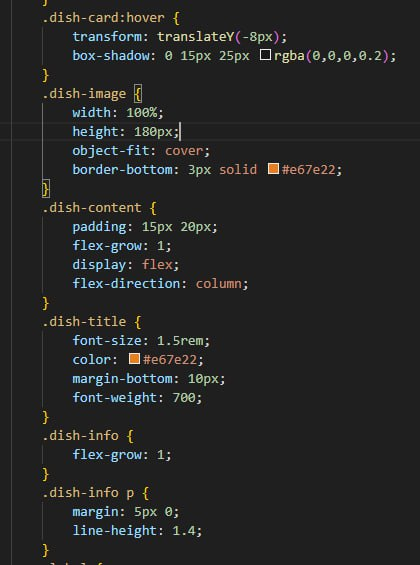 .dish-card:hover {
transform: translateY(-8px);
box-shadow: 0 15px 25px rgba(0,0,0,0.2);
}
.dish-image {
width: 100%;
height: 180px;
object-fit: cover;
border-bottom: 3px solid #e67e22;
}
.dish-content {
padding: 15px 20px;
flex-grow: 1;
display: flex;
flex-direction: column;
}
.dish-title {
font-size: 1.5rem;
color: #e67e22;
margin-bottom: 10px;
font-weight: 700;
}
.dish-info {
flex-grow: 1;
}
.dish-info p {
margin: 5px 0;
line-height: 1.4;
}